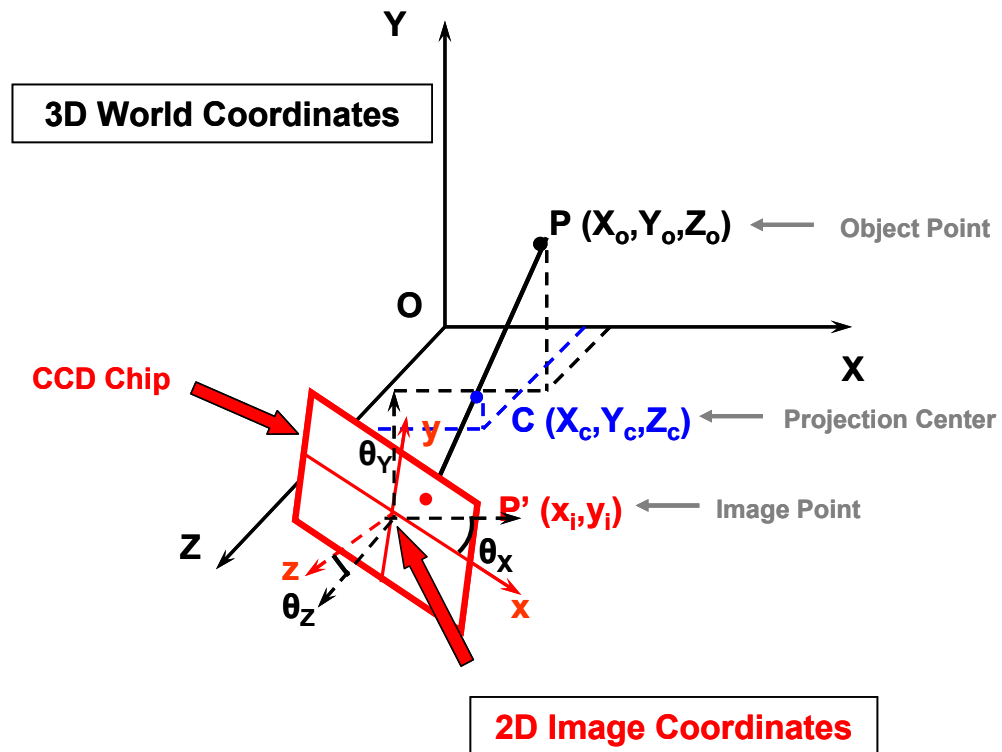 Y
3D World Coordinates
P (Xo,Yo,Zo)
Object Point
O
X
CCD Chip
C (Xc,Yc,Zc)
Projection Center
y
θY
P’ (xi,yi)
Image Point
Z
θX
z
θZ
x
2D Image Coordinates